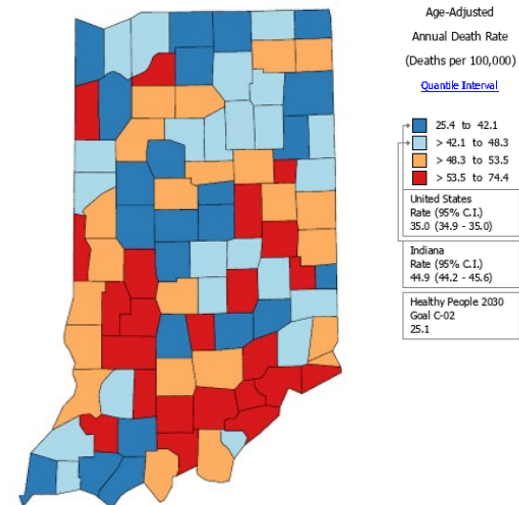 Age-Adjusted
Annual Death Rate
(Deaths per 100,000)
Quantile Interval
25.4 to 42.1
> 42.1 to 48.3
> 48.3 to 53.5
> 53.5 to 74.4
United States
Rate (95% C.I.)
35.0 (34.9 - 35.0)
Indiana
Rate (95% C.I.)
44.9 (44.2 - 45.6)
Healthy People 2030
Goal C-02
25.1